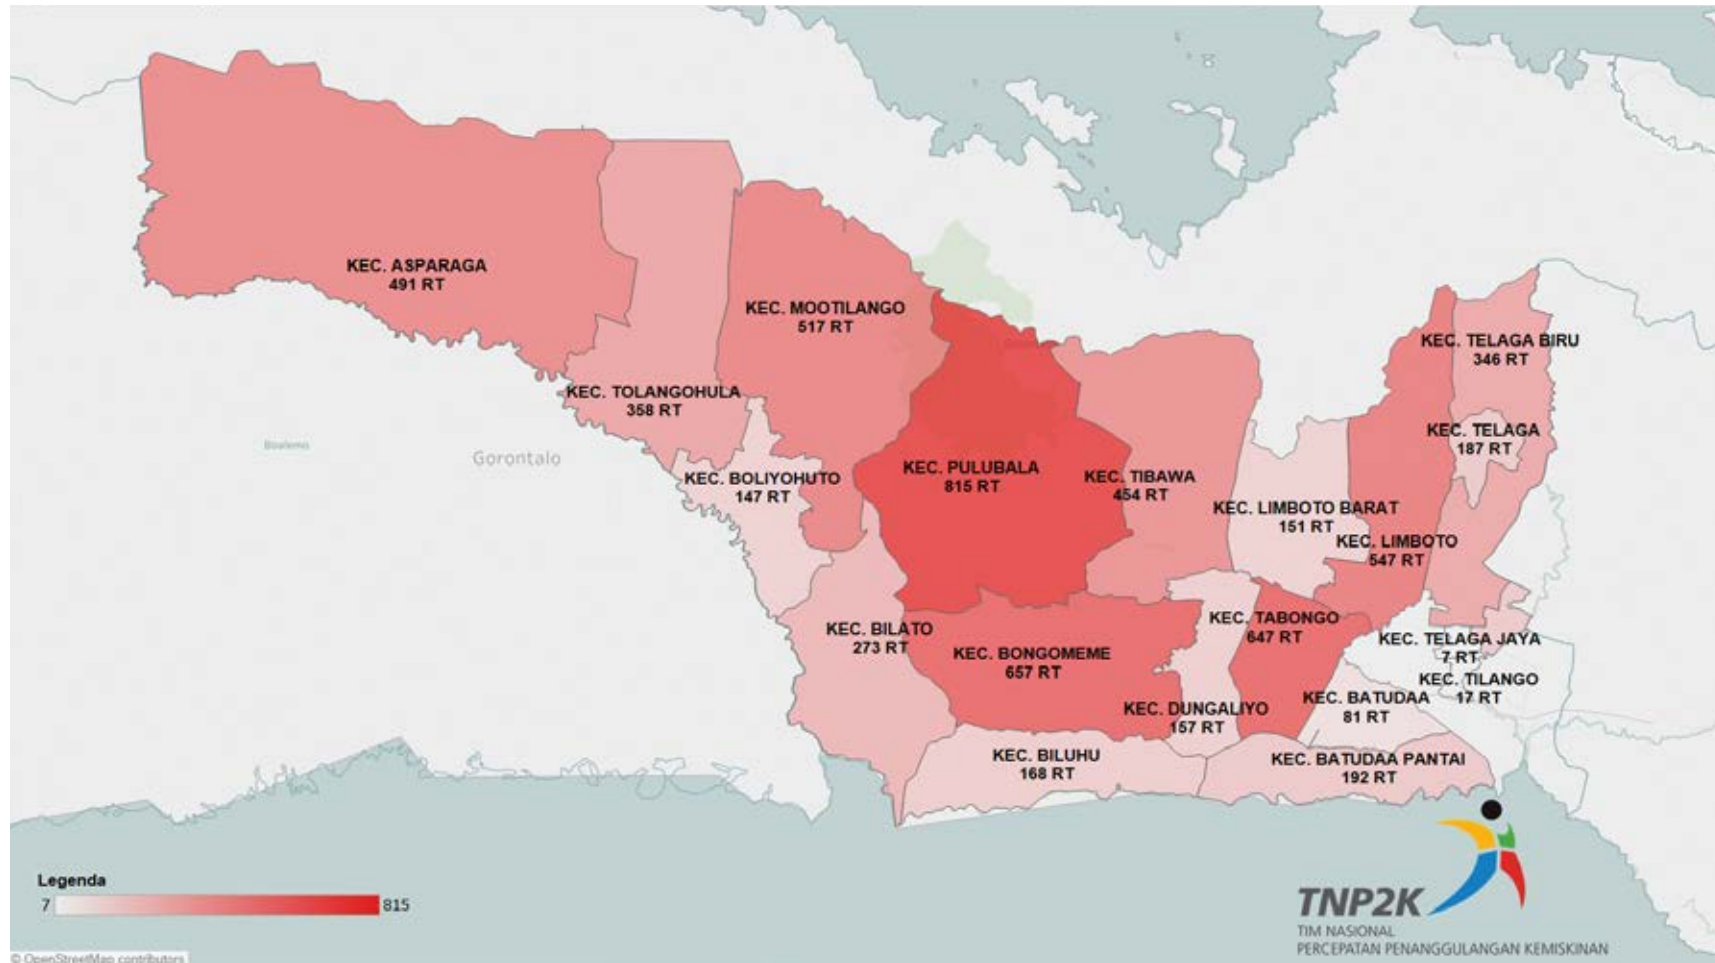 KEC. ASPARAGA
491 RT
KEC. MOOTILANGO
517 RT
KEC. TELAGA BIRU
346 RT
KEC. TOLANGOHULA
358 RT
KEC. TELAGA
187 RT
Boalemo
Gorontalo
KEC. BOLIYOHUTO
147 RT
KEC. PULUBALA
815 RT
KEC. TIBAWA
454 RT
KEC. LIMBOTO BARAT
151 RT
KEC. LIMBOTO
547 RT
KEC. BILATO
273 RT
KEC. BONGOMEME
657 RT
KEC. TABONGO
647 RT
KEC. TELAGA JAYA
7 RT
KEC. TILANGO
17 RT
KEC. DUNGALIYO
157 RT
KEC. BATUDAA
81 RT
KEC. BILUHU
168 RT
KEC. BATUDAA PANTAI
192 RT
Legenda
7 815
TNP2K
TIM NASIONAL
PERCEPATAN PENANGGULANGAN KEMISKINAN
© OpenStreetMap contributors